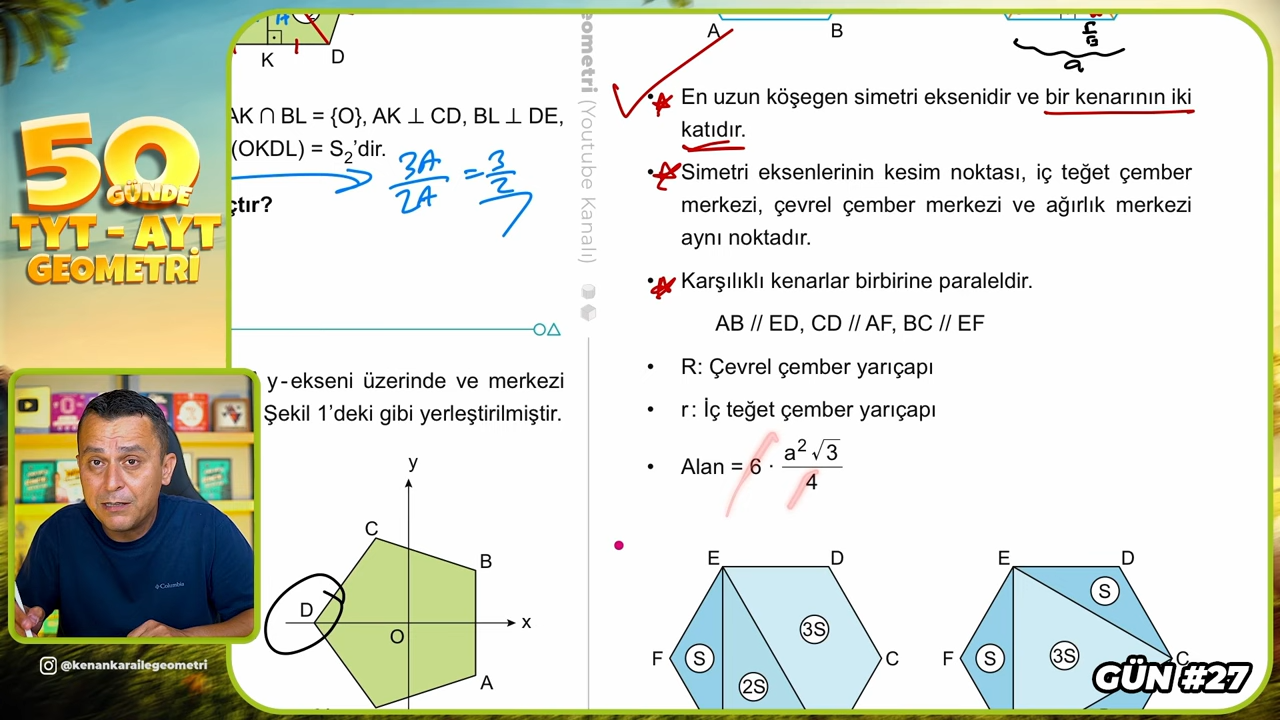 50
GÜNDE
TYT - AYT
GEOMETRİ
@kenankarailegeometri
A
K
D
AK ∩ BL = {O}, AK ⊥ CD, BL ⊥ DE,
(OKDL) = S₂'dir.
3A/2A = 3/2
çtır?
y-ekseni üzerinde ve merkezi
Şekil 1'deki gibi yerleştirilmiştir.
y
C
B
D
O
x
A
eometri (Youtube Kanalı)
A
B
a
• En uzun köşegen simetri eksenidir ve bir kenarının iki
katıdır.
• Simetri eksenlerinin kesim noktası, iç teğet çember
merkezi, çevrel çember merkezi ve ağırlık merkezi
aynı noktadır.
• Karşılıklı kenarlar birbirine paraleldir.
AB // ED, CD // AF, BC // EF
• R: Çevrel çember yarıçapı
• r: İç teğet çember yarıçapı
• Alan = 6 · a²√3/4
E
D
F
S
3S
C
2S
E
D
S
F
S
3S
C
GÜN #27